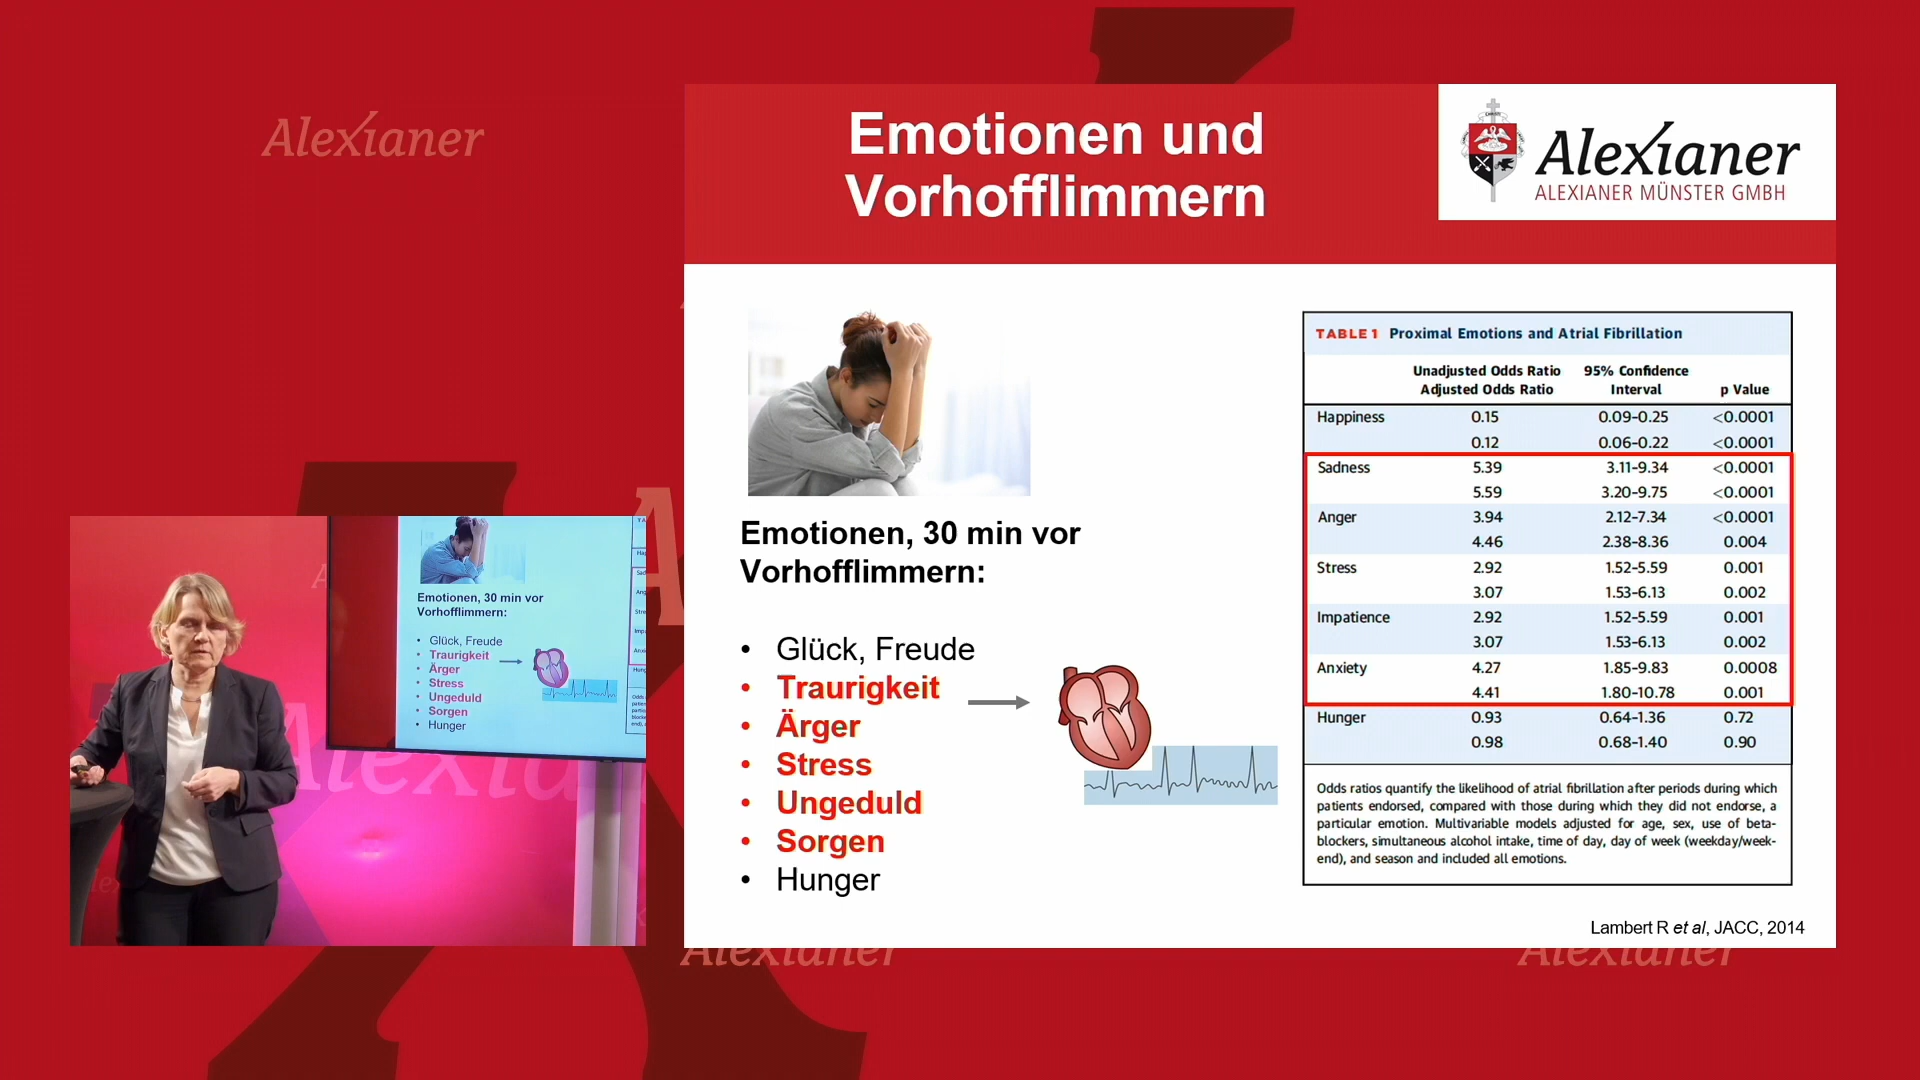 Alexianer
Emotionen und
Vorhofflimmern
Alexianer
ALEXIANER MÜNSTER GMBH
Emotionen, 30 min vor
Vorhofflimmern:
• Glück, Freude
• Traurigkeit
• Ärger
• Stress
• Ungeduld
• Sorgen
• Hunger
TABLE 1 Proximal Emotions and Atrial Fibrillation
Unadjusted Odds Ratio 95% Confidence
Adjusted Odds Ratio Interval p Value
Happiness 0.15 0.09-0.25 <0.0001
0.12 0.06-0.22 <0.0001
Sadness 5.39 3.11-9.34 <0.0001
5.59 3.20-9.75 <0.0001
Anger 3.94 2.12-7.34 <0.0001
4.46 2.38-8.36 0.004
Stress 2.92 1.52-5.59 0.001
3.07 1.53-6.13 0.002
Impatience 2.92 1.52-5.59 0.001
3.07 1.53-6.13 0.002
Anxiety 4.27 1.85-9.83 0.0008
4.41 1.80-10.78 0.001
Hunger 0.93 0.64-1.36 0.72
0.98 0.68-1.40 0.90
Odds ratios quantify the likelihood of atrial fibrillation after periods during which
patients endorsed, compared with those during which they did not endorse, a
particular emotion. Multivariable models adjusted for age, sex, use of beta-
blockers, simultaneous alcohol intake, time of day, day of week (weekday/week-
end), and season and included all emotions.
Lambert R et al, JACC, 2014
Emotionen, 30 min vor
Vorhofflimmern:
• Glück, Freude
• Traurigkeit
• Ärger
• Stress
• Ungeduld
• Sorgen
• Hunger
Alexianer
Alexianer